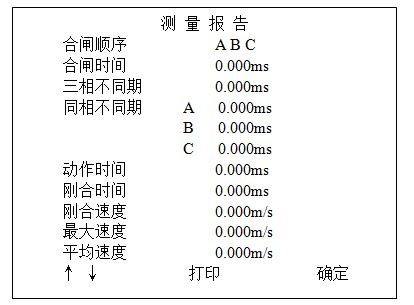 测 量 报 告
合闸顺序 A B C
合闸时间 0.000ms
三相不同期 0.000ms
同相不同期 A 0.000ms
B 0.000ms
C 0.000ms
动作时间 0.000ms
刚合时间 0.000ms
刚合速度 0.000m/s
最大速度 0.000m/s
平均速度 0.000m/s
↑ ↓ 打印 确定